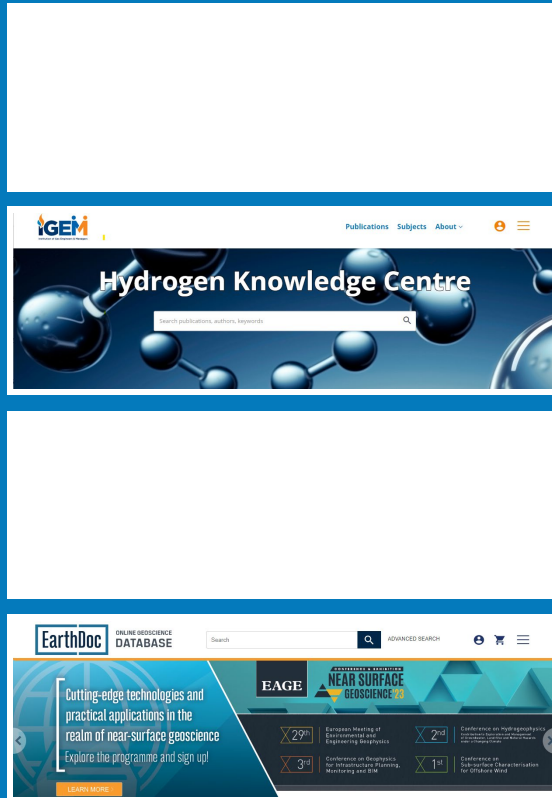 iGEM
Publications Subjects About
Hydrogen Knowledge Centre
Search publications, authors, keywords
EarthDoc
ONLINE GEOSCIENCE
DATABASE
Search
ADVANCED SEARCH
Cutting-edge technologies and
practical applications in the
realm of near-surface geoscience
Explore the programme and sign up!
LEARN MORE
EAGE
CONFERENCE & EXHIBITION
NEAR SURFACE
GEOSCIENCE'23
29th
European Meeting of
Environmental and
Engineering Geophysics
2nd
Conference on Hydrogeophysics
3rd
Conference on Geophysics
for Infrastructure Planning,
Monitoring and BIM
1st
Conference on
Sub-surface Characterisation
for Offshore Wind